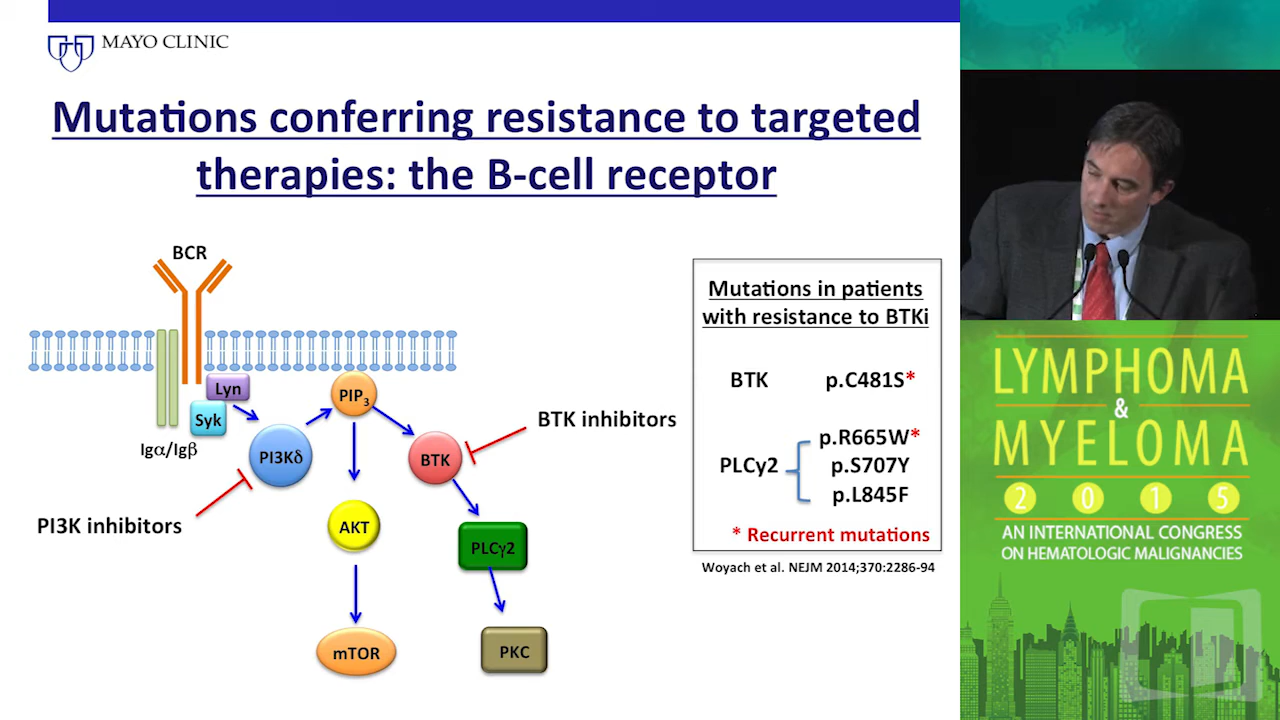 MAYO CLINIC
Mutations conferring resistance to targeted
therapies: the B-cell receptor
BCR
Lyn
Syk
Igα/Igβ
PI3Kδ
PIP3
BTK
BTK inhibitors
PI3K inhibitors
AKT
PLCγ2
mTOR
PKC
Mutations in patients
with resistance to BTKi
BTK p.C481S*
p.R665W*
PLCy2 p.S707Y
p.L845F
* Recurrent mutations
Woyach et al. NEJM 2014;370:2286-94
LYMPHOMA
&
MYELOMA
2 0 1 5
AN INTERNATIONAL CONGRESS
ON HEMATOLOGIC MALIGNANCIES